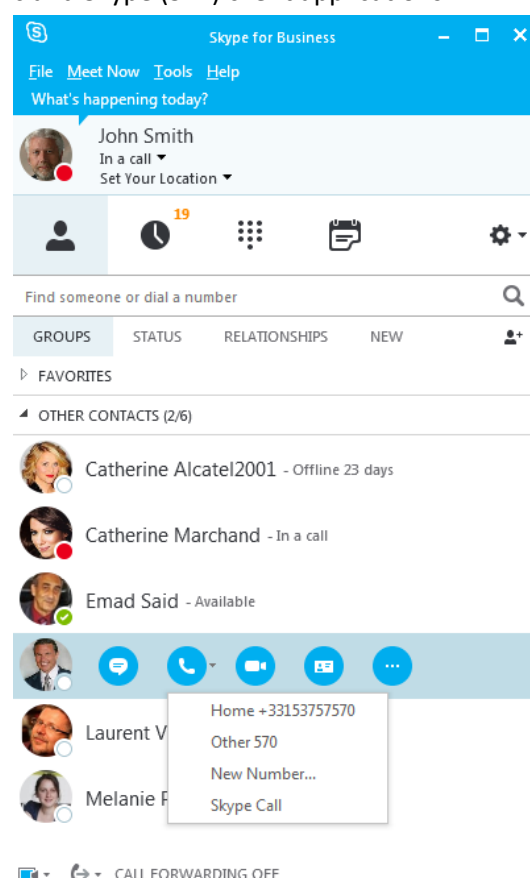 Skype for Business
File Meet Now Tools Help
What's happening today?
John Smith
In a call
Set Your Location
19
Find someone or dial a number
GROUPS STATUS RELATIONSHIPS NEW
FAVORITES
OTHER CONTACTS (2/6)
Catherine Alcatel2001 - Offline 23 days
Catherine Marchand - In a call
Emad Said - Available
Home +33153757570
Laurent V
Other 570
New Number...
Melanie
Skype Call
CALL FORWARDING OFF